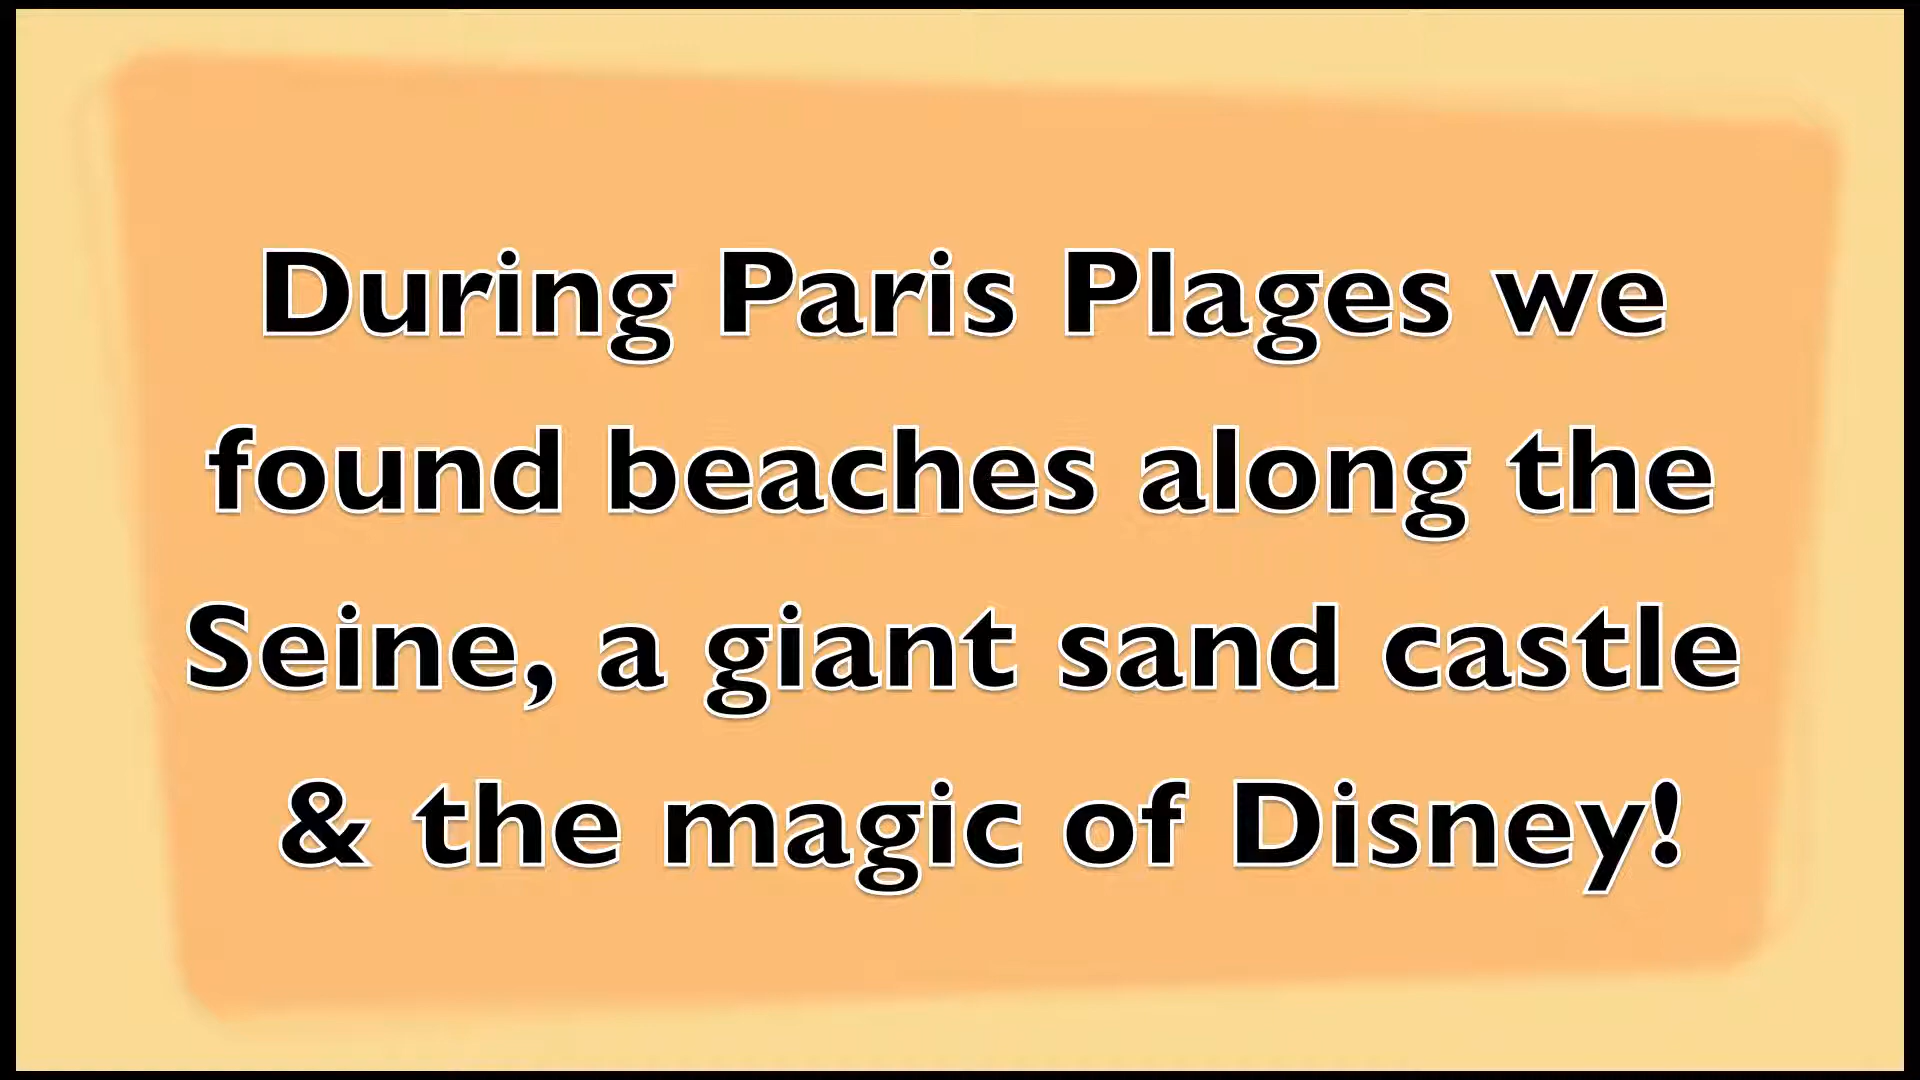 During Paris Plages we
found beaches along the
Seine, a giant sand castle
& the magic of Disney!